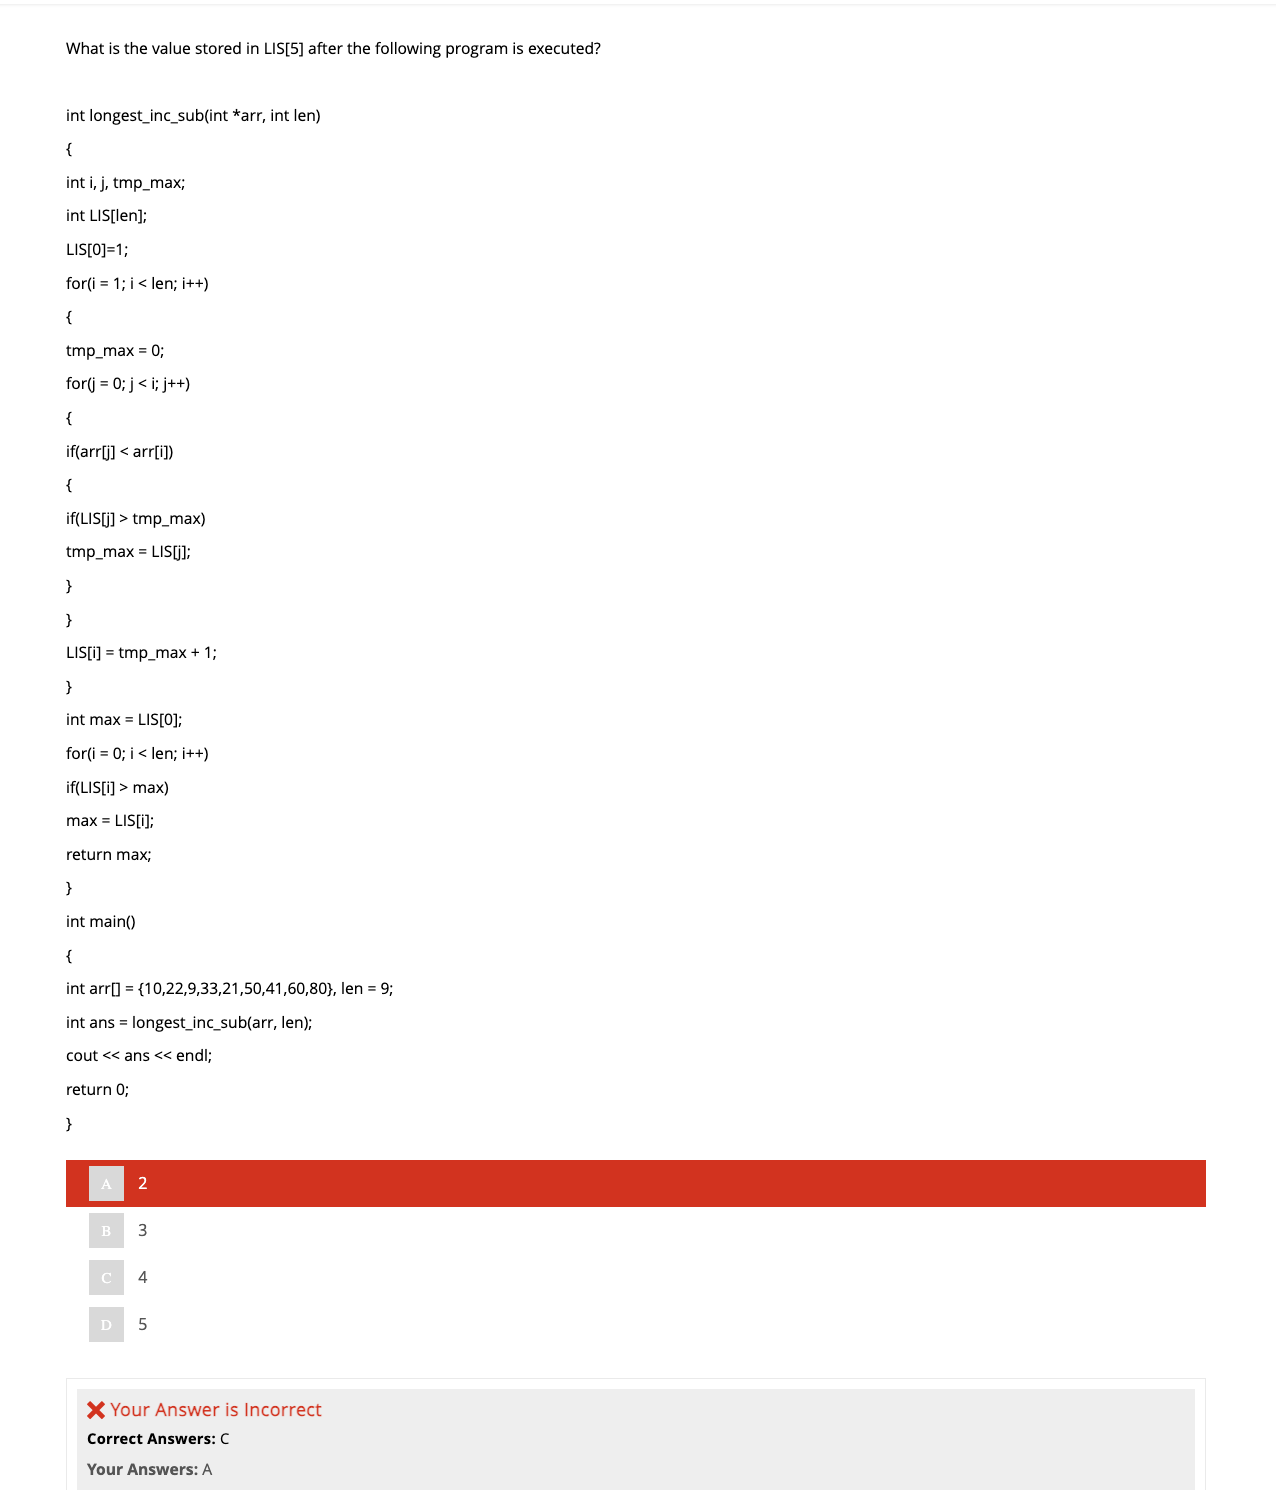 What is the value stored in LIS[5] after the following program is executed?
int longest_inc_sub(int *arr, int len)
{
int i, j, tmp_max;
int LIS[len];
LIS[0]=1;
for(i = 1; i < len; i++)
{
tmp_max = 0;
for(j = 0; j < i; j++)
{
if(arr[j] < arr[i])
{
if(LIS[j] > tmp_max)
tmp_max = LIS[j];
}
}
LIS[i] = tmp_max + 1;
}
int max = LIS[0];
for(i = 0; i < len; i++)
if(LIS[i] > max)
max = LIS[i];
return max;
}
int main()
{
int arr[] = {10,22,9,33,21,50,41,60,80}, len = 9;
int ans = longest_inc_sub(arr, len);
cout << ans << endl;
return 0;
}
A 2
B 3
C 4
D 5
Your Answer is Incorrect
Correct Answers: C
Your Answers: A